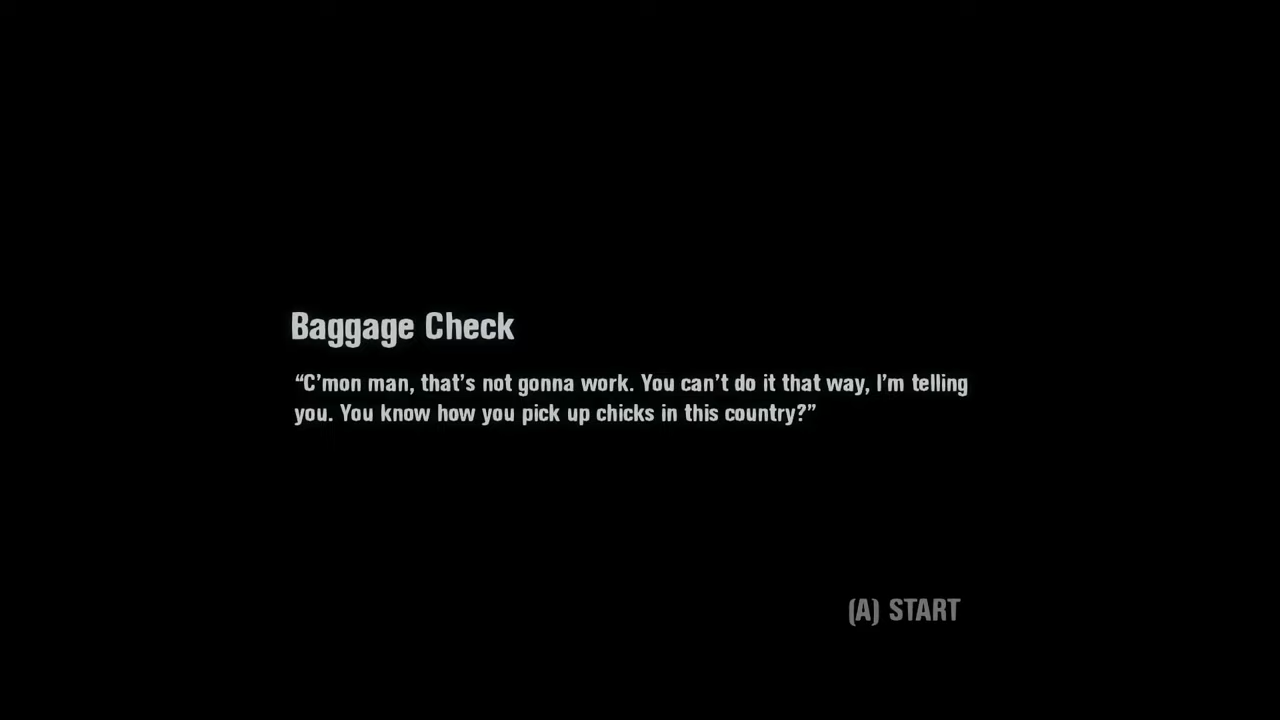 Baggage Check
“C’mon man, that’s not gonna work. You can’t do it that way, I’m telling
you. You know how you pick up chicks in this country?”
(A) START